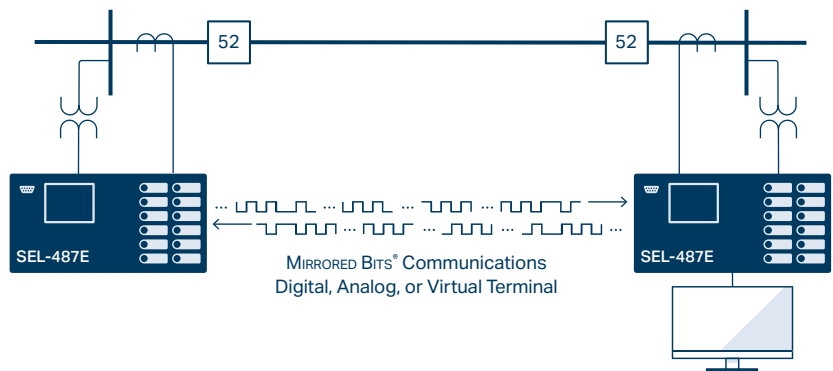 52
52
SEL-487E
SEL-487E
MIRRORED BITS® Communications
Digital, Analog, or Virtual Terminal